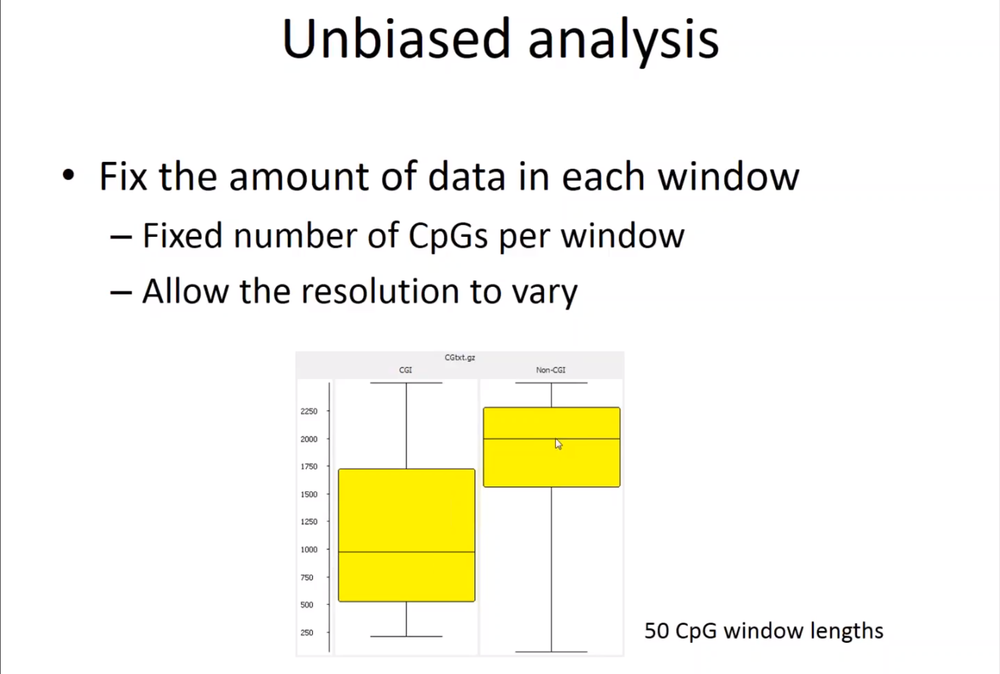 Unbiased analysis
• Fix the amount of data in each window
– Fixed number of CpGs per window
– Allow the resolution to vary
CGtxt.gz
CGI Non-CGI
2250
2000
1750
1500
1250
1000
750
500
250
50 CpG window lengths